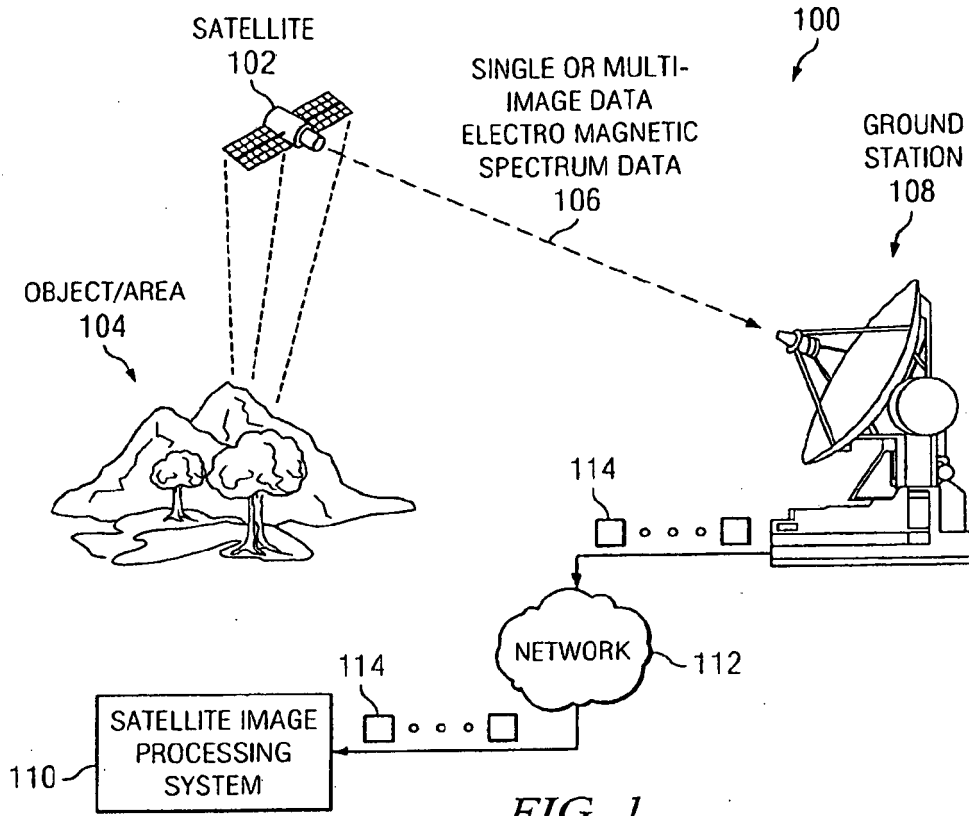 100
SATELLITE
102
SINGLE OR MULTI-
IMAGE DATA
ELECTRO MAGNETIC
SPECTRUM DATA
106
GROUND
STATION
108
OBJECT/AREA
104
114
NETWORK
112
114
SATELLITE IMAGE
PROCESSING
SYSTEM
110
FIG. 1